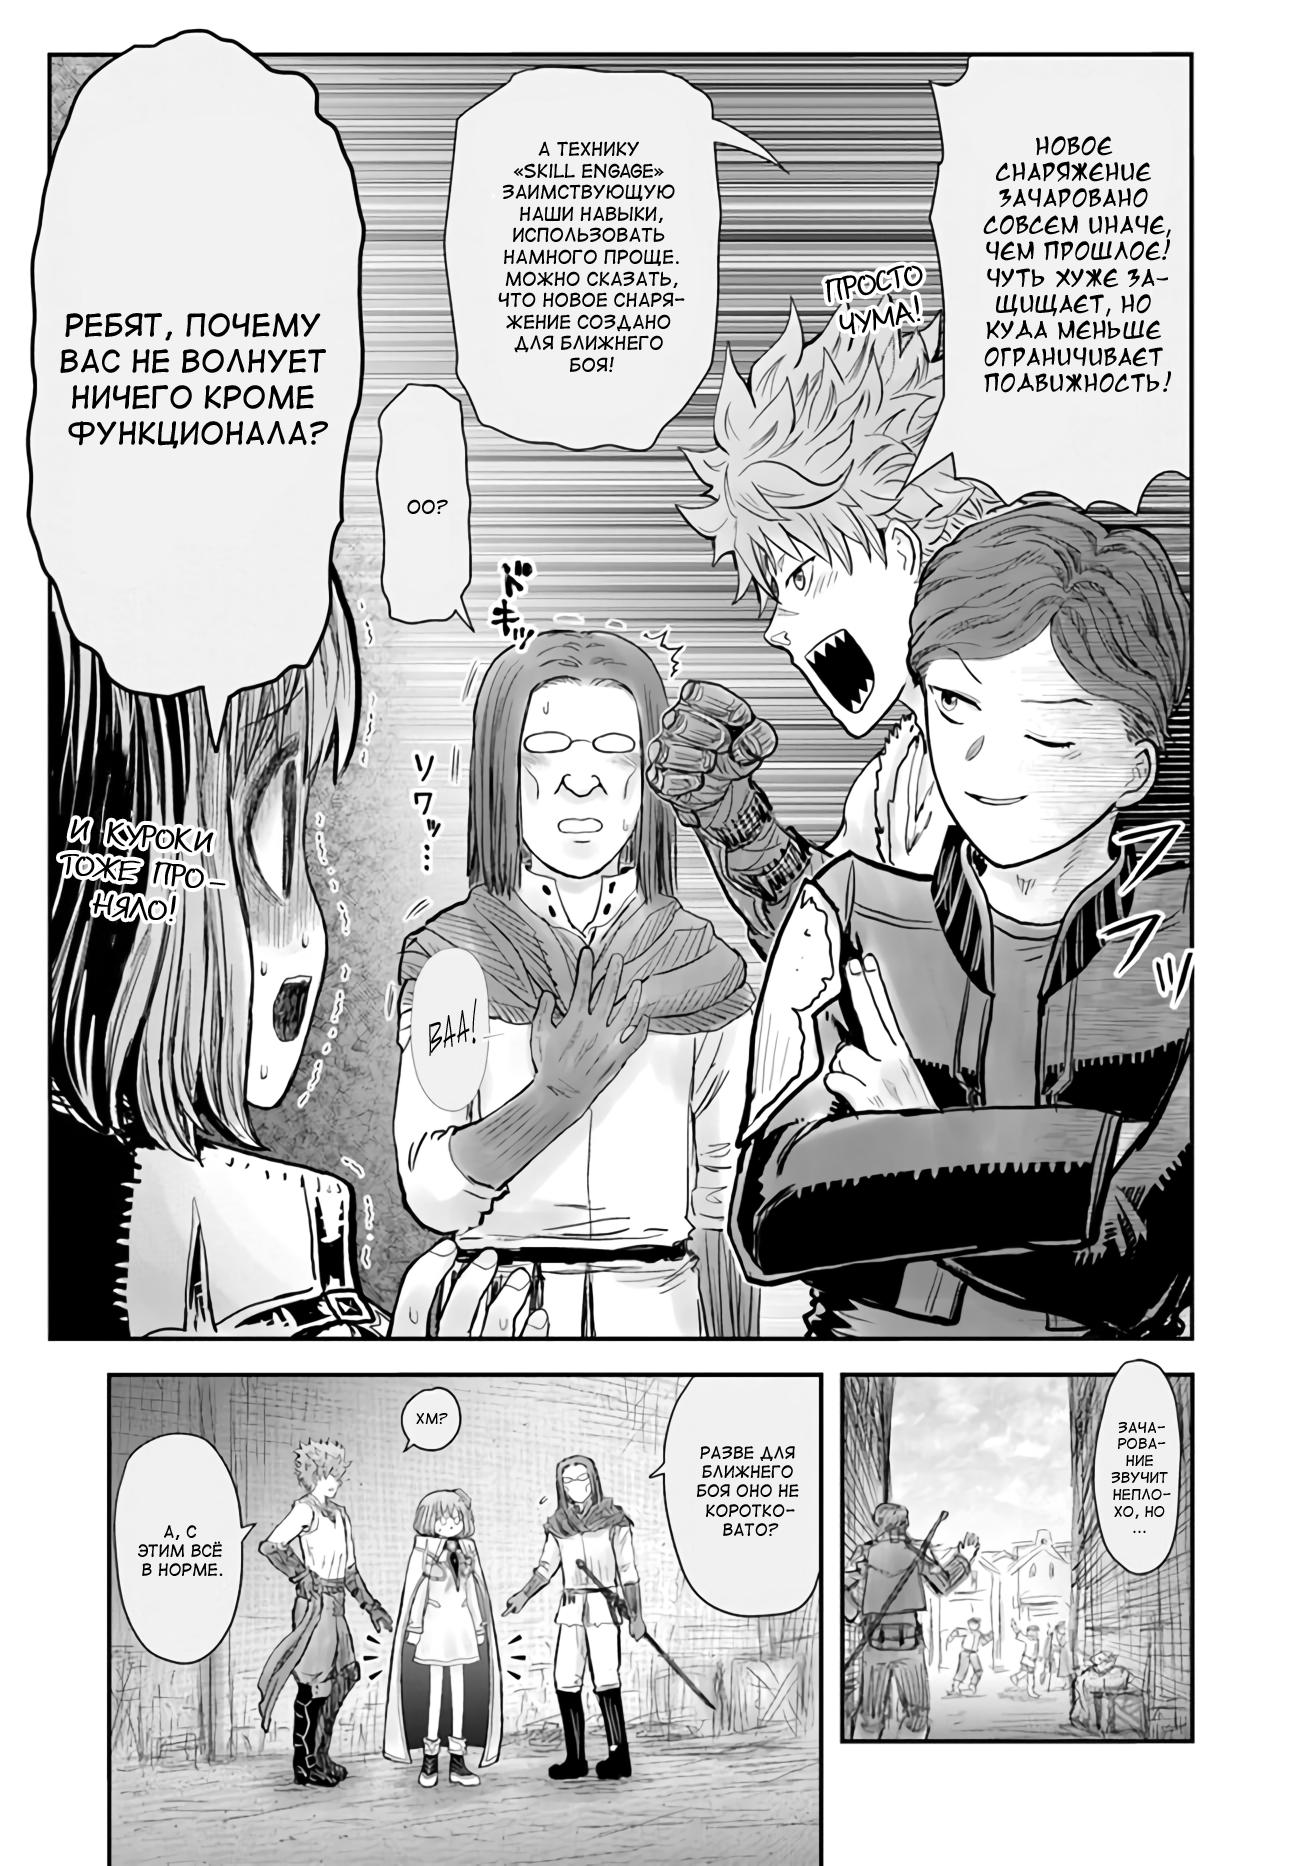 НОВОЕ
СНАРЯЖЕНИЕ
ЗАЧАРОВАНО
СОВСЕМ ИНАЧЕ,
ЧЕМ ПРОШЛОЕ!
ЧУТЬ ХУЖЕ ЗА-
ЩИЩАЕТ, НО
КУДА МЕНЬШЕ
ОГРАНИЧИВАЕТ
ПОДВИЖНОСТЬ!
ПРОСТО
ЧУМА!
А ТЕХНИКУ
«SKILL ENGAGE»
ЗАИМСТВУЮЩУЮ
НАШИ НАВЫКИ,
ИСПОЛЬЗОВАТЬ
НАМНОГО ПРОЩЕ.
МОЖНО СКАЗАТЬ,
ЧТО НОВОЕ СНАРЯ-
ЖЕНИЕ СОЗДАНО
ДЛЯ БЛИЖНЕГО
БОЯ!
ОО?
ドキッ
ソワッ…
ВАА!
РЕБЯТ, ПОЧЕМУ
ВАС НЕ ВОЛНУЕТ
НИЧЕГО КРОМЕ
ФУНКЦИОНАЛА?
И КУРОКИ
ТОЖЕ ПРО-
НЯЛО!
ЗАЧА-
РОВА-
НИЕ
ЗВУЧИТ
НЕПЛО-
ХО, НО
...
РАЗВЕ ДЛЯ
БЛИЖНЕГО
БОЯ ОНО НЕ
КОРОТКО-
ВАТО?
ХМ?
А, С
ЭТИМ ВСЁ
В НОРМЕ.